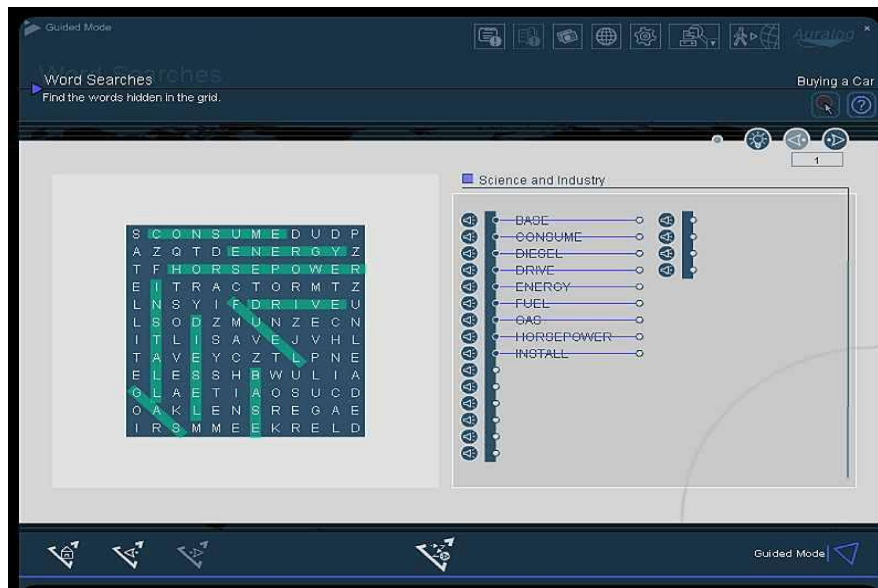 Guided Mode
Auralog
Word Searches
Find the words hidden in the grid.
Buying a Car
1
Science and Industry
S C O N S U M E D U D P
A Z Q T D E N E R G Y Z
T F H O R S E P O W E R
E I T R A C T O R M T Z
L N S Y I F D R I V E U
L S O D Z M U N Z E C N
I T L I S A V E J V H L
T A V E Y C Z T L P N E
E L E S S H B W U L I A
G L A E T I A O S U C D
O A K L E N S R E G A E
I R S M M E E K R E L D
BASE
CONSUME
DIESEL
DRIVE
ENERGY
FUEL
GAS
HORSEPOWER
INSTALL
Guided Mode